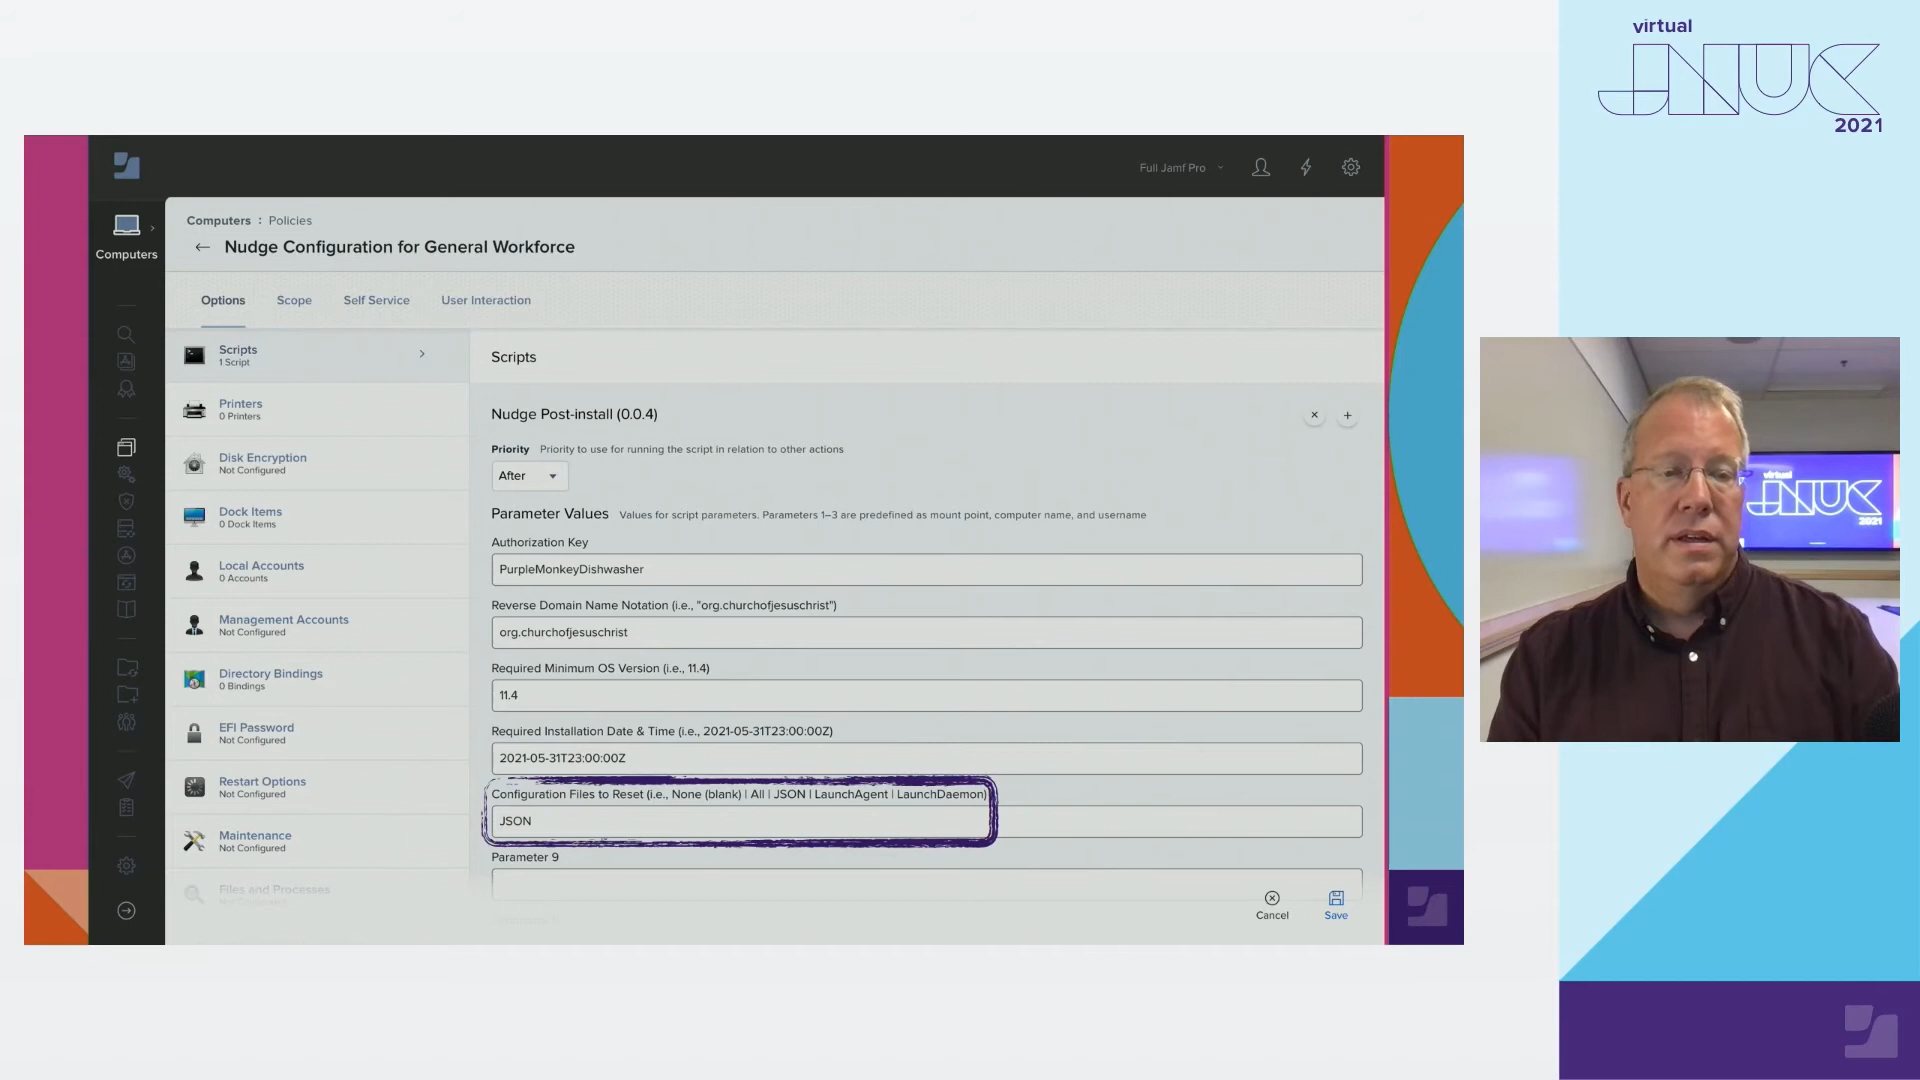 virtual
JNUC
2021
Full Jamf Pro
Computers
Computers : Policies
Nudge Configuration for General Workforce
Options
Scope
Self Service
User Interaction
Scripts
1 Script
Printers
0 Printers
Disk Encryption
Not Configured
Dock Items
0 Dock Items
Local Accounts
0 Accounts
Management Accounts
Not Configured
Directory Bindings
0 Bindings
EFI Password
Not Configured
Restart Options
Not Configured
Maintenance
Not Configured
Files and Processes
Not Configured
Scripts
Nudge Post-install (0.0.4)
Priority Priority to use for running the script in relation to other actions
After
Parameter Values Values for script parameters. Parameters 1–3 are predefined as mount point, computer name, and username
Authorization Key
PurpleMonkeyDishwasher
Reverse Domain Name Notation (i.e., "org.churchofjesuschrist")
org.churchofjesuschrist
Required Minimum OS Version (i.e., 11.4)
11.4
Required Installation Date & Time (i.e., 2021-05-31T23:00:00Z)
2021-05-31T23:00:00Z
Configuration Files to Reset (i.e., None (blank) | All | JSON | LaunchAgent | LaunchDaemon)
JSON
Parameter 9
Cancel
Save
virtual
JNUC
2021